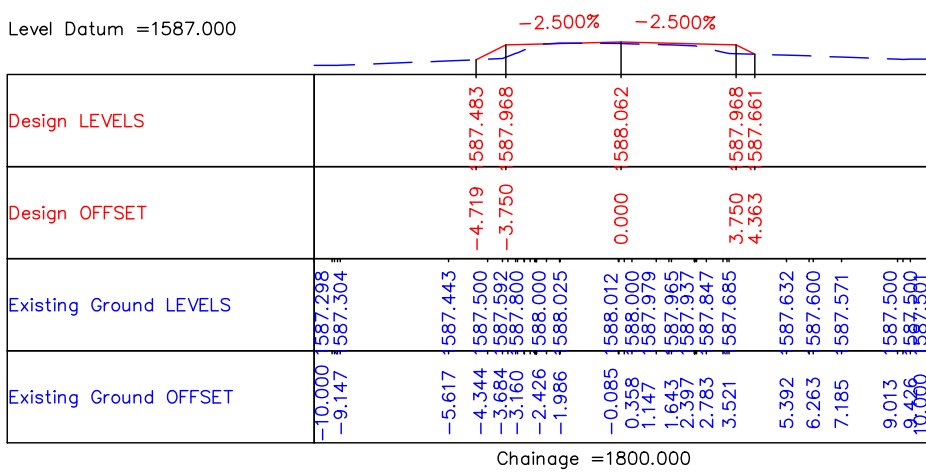 -2.500% -2.500%
Level Datum =1587.000
Design LEVELS 1587.483 1587.968 1588.062 1587.968 1587.661
Design OFFSET -4.719 -3.750 0.000 3.750 4.363
Existing Ground LEVELS 1587.298 1587.304 1587.443 1587.500 1587.592 1587.800 1588.000 1588.025 1588.012 1588.000 1587.979 1587.965 1587.937 1587.847 1587.685 1587.632 1587.600 1587.571 1587.500 1587.500 1587.501
Existing Ground OFFSET -10.000 -9.147 -5.617 -4.344 -3.684 -3.160 -2.426 -1.986 -0.085 0.358 1.147 1.643 2.397 2.783 3.521 5.392 6.263 7.185 9.013 9.426 10.000
Chainage =1800.000